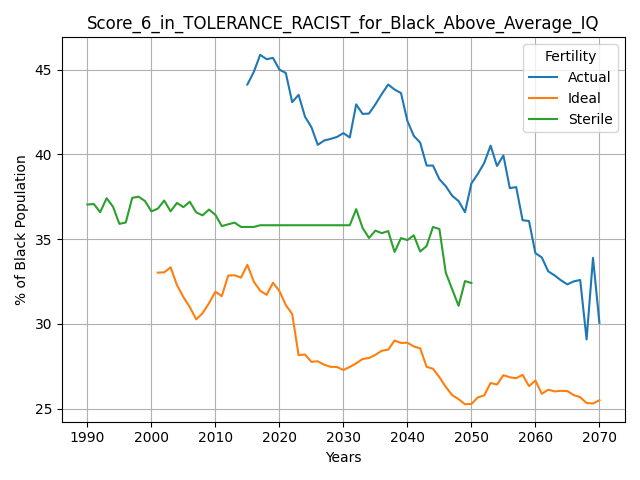 Score_6_in_TOLERANCE_RACIST_for_Black_Above_Average_IQ
Fertility
Actual
Ideal
Sterile
% of Black Population
45
40
35
30
25
1990
2000
2010
2020
2030
2040
2050
2060
2070
Years